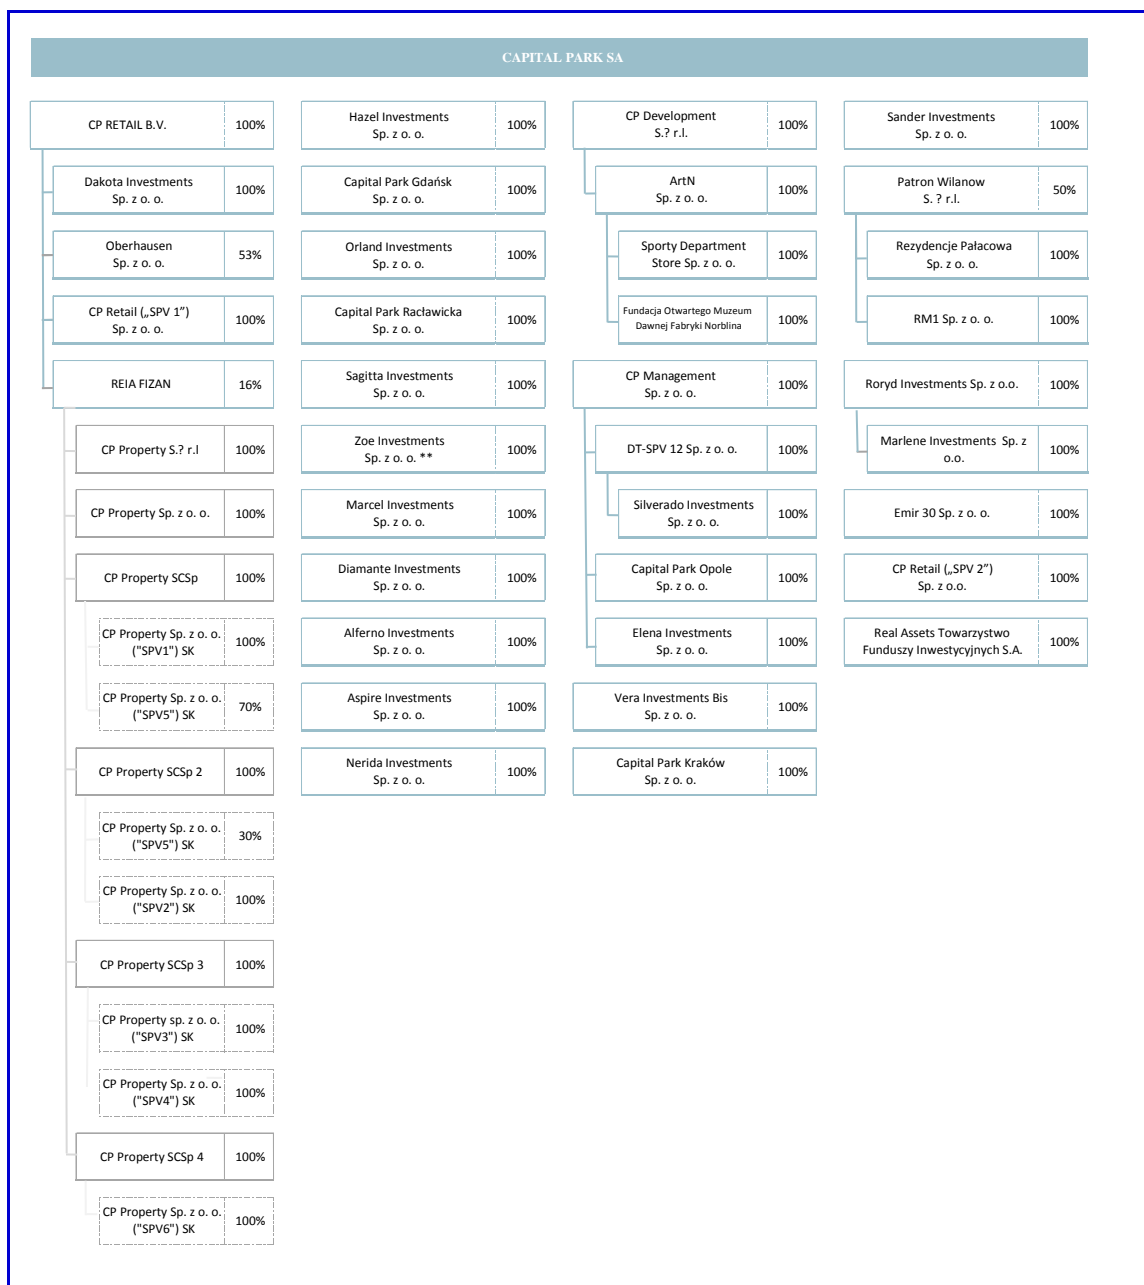 CAPITAL PARK SA
CP RETAIL B.V.
100%
Dakota Investments
Sp. z o. o.
100%
Oberhausen
Sp. z o. o.
53%
CP Retail („SPV 1”)
Sp. z o. o.
100%
REIA FIZAN
16%
CP Property S.? r.l
100%
CP Property Sp. z o. o.
100%
CP Property SCSp
100%
CP Property Sp. z o. o.
("SPV1") SK
100%
CP Property Sp. z o. o.
("SPV5") SK
70%
CP Property SCSp 2
100%
CP Property Sp. z o. o.
("SPV5") SK
30%
CP Property Sp. z o. o.
("SPV2") SK
100%
CP Property SCSp 3
100%
CP Property sp. z o. o.
("SPV3") SK
100%
CP Property Sp. z o. o.
("SPV4") SK
100%
CP Property SCSp 4
100%
CP Property Sp. z o. o.
("SPV6") SK
100%
Hazel Investments
Sp. z o. o.
100%
Capital Park Gdańsk
Sp. z o. o.
100%
Orland Investments
Sp. z o. o.
100%
Capital Park Racławicka
Sp. z o. o.
100%
Sagitta Investments
Sp. z o. o.
100%
Zoe Investments
Sp. z o. o. **
100%
Marcel Investments
Sp. z o. o.
100%
Diamante Investments
Sp. z o. o.
100%
Alferno Investments
Sp. z o. o.
100%
Aspire Investments
Sp. z o. o.
100%
Nerida Investments
Sp. z o. o.
100%
CP Development
S.? r.l.
100%
ArtN
Sp. z o. o.
100%
Sporty Department
Store Sp. z o. o.
100%
Fundacja Otwartego Muzeum
Dawnej Fabryki Norblina
100%
CP Management
Sp. z o. o.
100%
DT-SPV 12 Sp. z o. o.
100%
Silverado Investments
Sp. z o. o.
100%
Capital Park Opole
Sp. z o. o.
100%
Elena Investments
Sp. z o. o.
100%
Vera Investments Bis
Sp. z o. o.
100%
Capital Park Kraków
Sp. z o. o.
100%
Sander Investments
Sp. z o. o.
100%
Patron Wilanow
S. ? r.l.
50%
Rezydencje Pałacowa
Sp. z o. o.
100%
RM1 Sp. z o. o.
100%
Roryd Investments Sp. z o.o.
100%
Marlene Investments Sp. z
o.o.
100%
Emir 30 Sp. z o. o.
100%
CP Retail („SPV 2”)
Sp. z o.o.
100%
Real Assets Towarzystwo
Funduszy Inwestycyjnych S.A.
100%